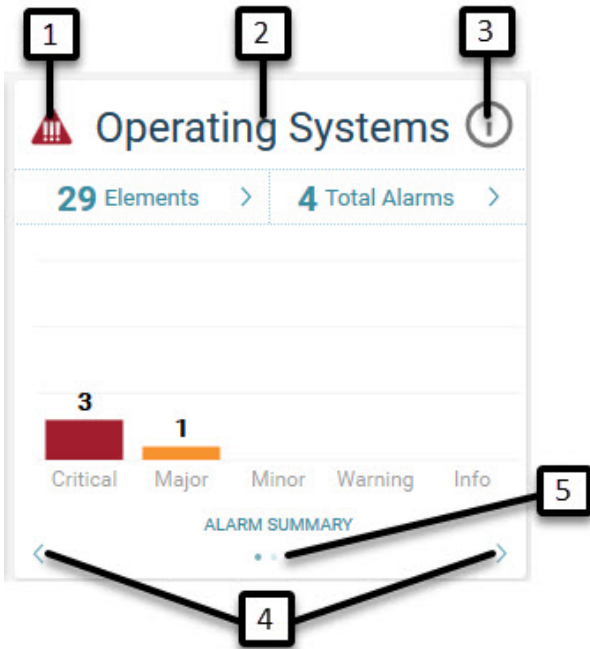 1 2 3
!!! Operating Systems i
29 Elements > 4 Total Alarms >
3
1
Critical Major Minor Warning Info
5
ALARM SUMMARY
< >
4